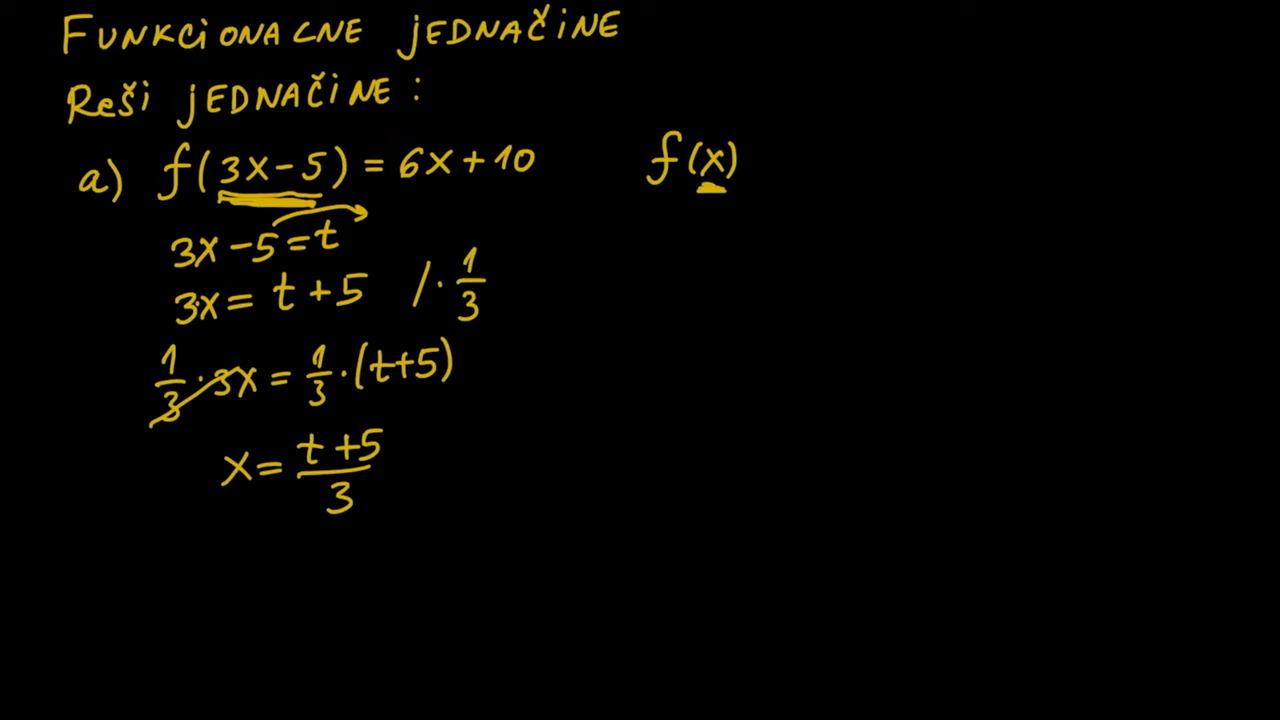 FUNKCIONALNE JEDNAČINE
Reši JEDNAČINE :
a) f(3x-5) = 6x+10 f(x)
3x-5=t
3x = t+5 /·1/3
1/3·3x = 1/3·(t+5)
x = (t+5)/3